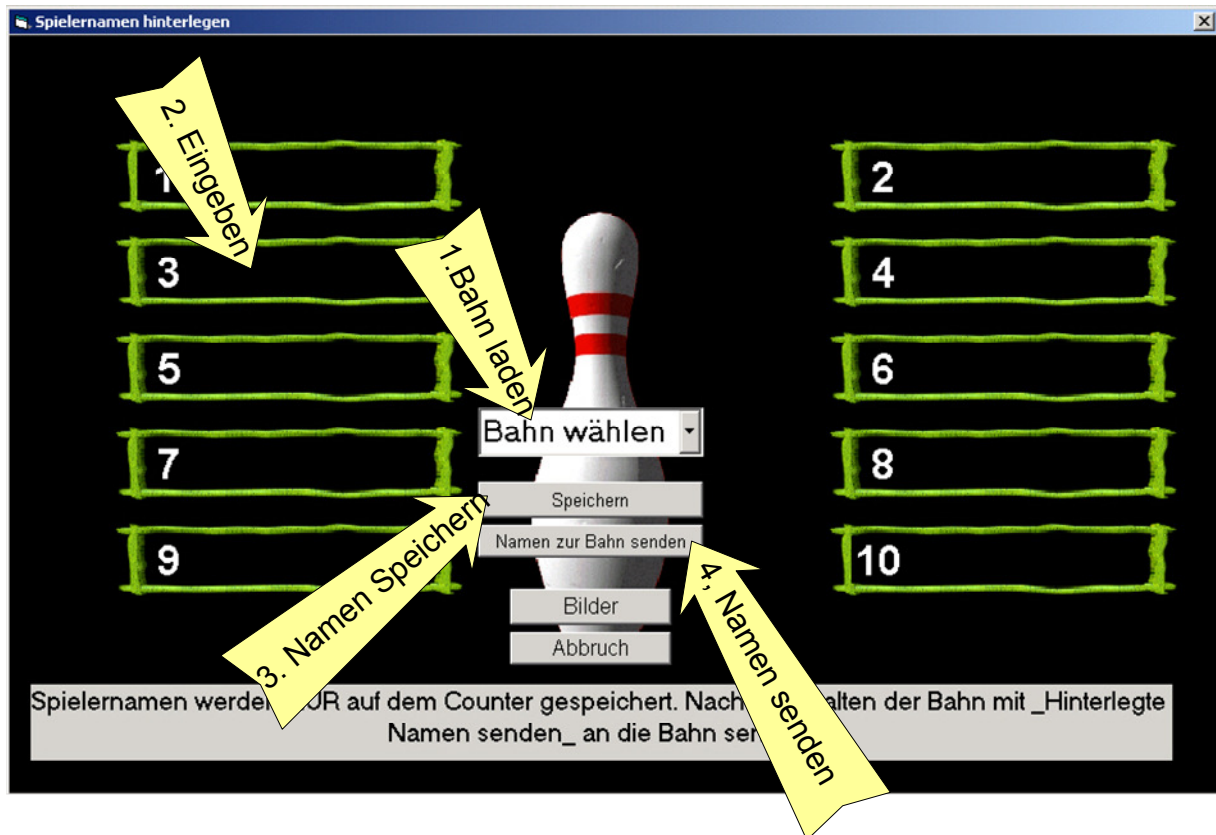 Spielernamen hinterlegen
2. Eingeben
1
2
3
4
1.Bahn laden
5
6
Bahn wählen
7
8
Speichern
3. Namen Speichern
Namen zur Bahn senden
4, Namen senden
9
10
Bilder
Abbruch
Spielernamen werden NUR auf dem Counter gespeichert. Nach alten der Bahn mit _Hinterlegte
Namen senden_ an die Bahn